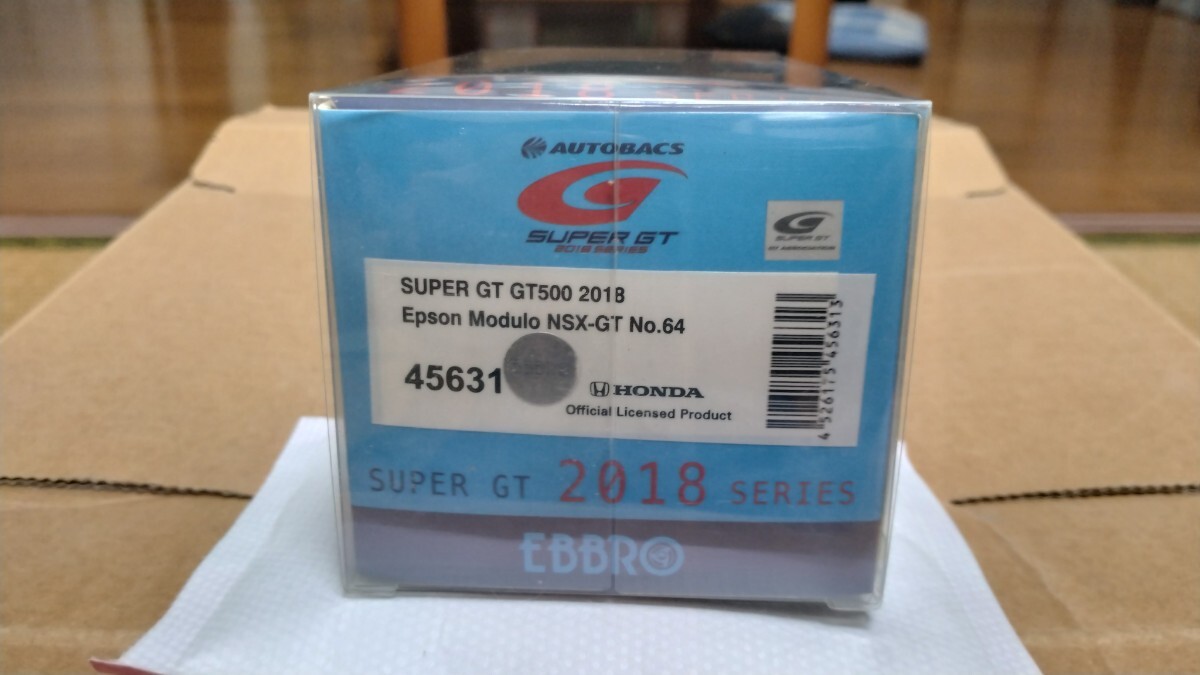 AUTOBACS
SUPER GT
2018 SERIES
SUPER GT
GT ASSOCIATION
SUPER GT GT500 2018
Epson Modulo NSX-GT No.64
45631
HONDA
Official Licensed Product
4 526175 456313
SUPER GT 2018 SERIES
EBBRO